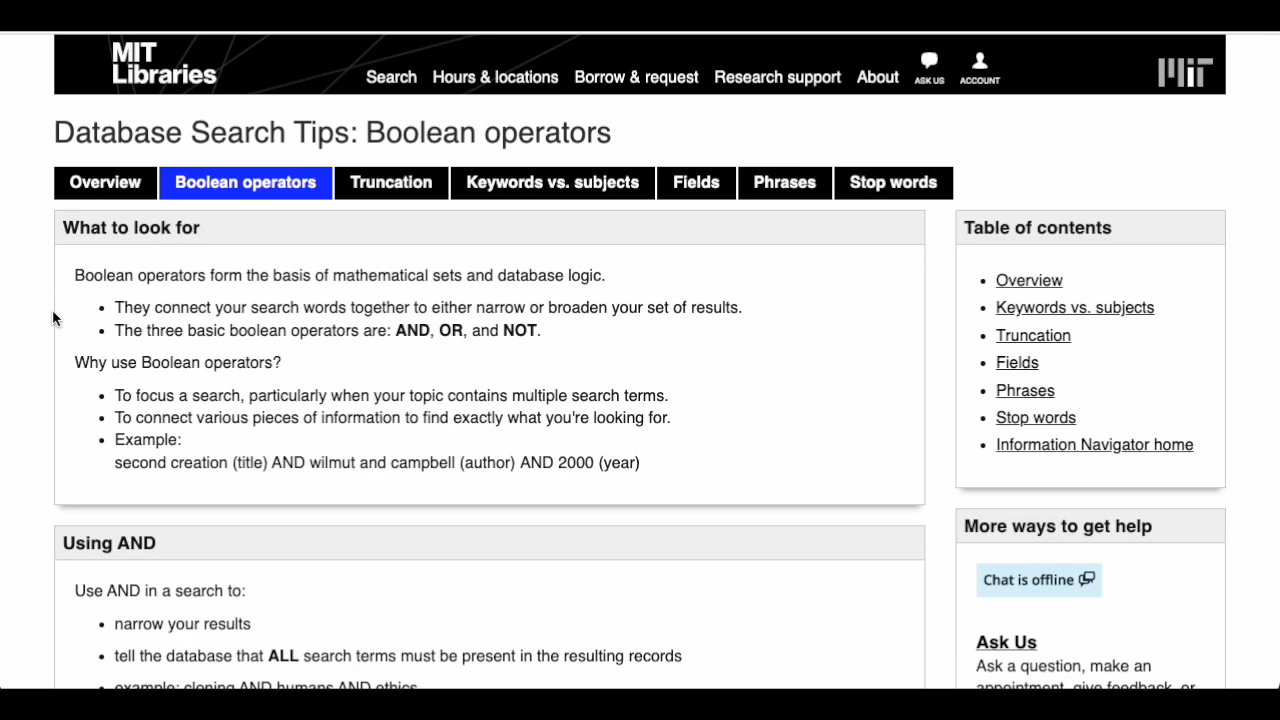 MIT
Libraries
Search Hours & locations Borrow & request Research support About ASK US ACCOUNT
MIT
Database Search Tips: Boolean operators
Overview Boolean operators Truncation Keywords vs. subjects Fields Phrases Stop words
What to look for
Boolean operators form the basis of mathematical sets and database logic.
• They connect your search words together to either narrow or broaden your set of results.
• The three basic boolean operators are: AND, OR, and NOT.
Why use Boolean operators?
• To focus a search, particularly when your topic contains multiple search terms.
• To connect various pieces of information to find exactly what you're looking for.
• Example:
second creation (title) AND wilmut and campbell (author) AND 2000 (year)
Using AND
Use AND in a search to:
• narrow your results
• tell the database that ALL search terms must be present in the resulting records
• example: cloning AND humans AND ethics
Table of contents
• Overview
• Keywords vs. subjects
• Truncation
• Fields
• Phrases
• Stop words
• Information Navigator home
More ways to get help
Chat is offline
Ask Us
Ask a question, make an
appointment, give feedback, or